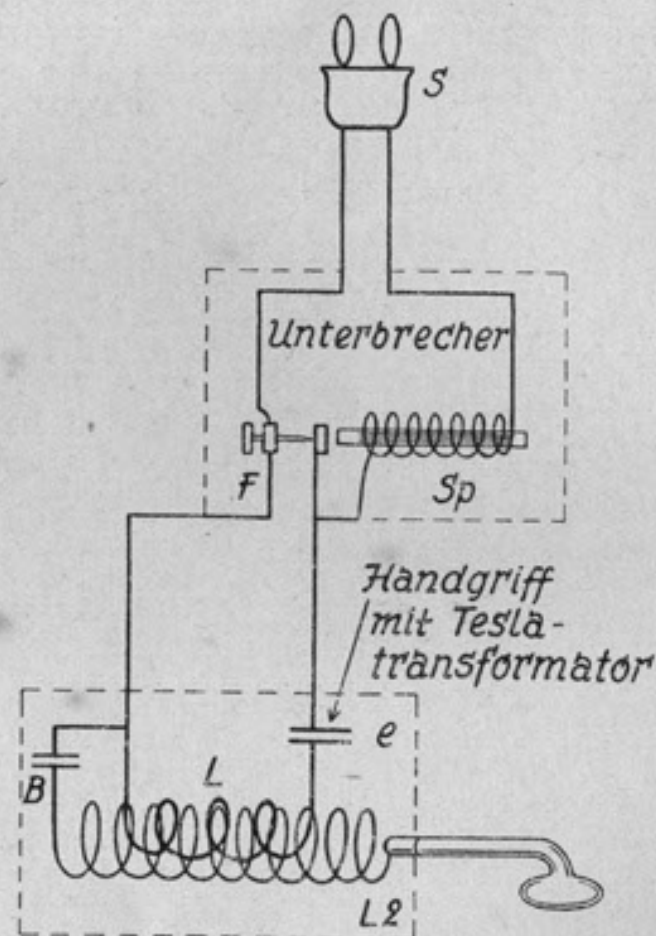 S
Unterbrecher
F
Sp
Handgriff
mit Tesla-
transformator
e
L
B
L2